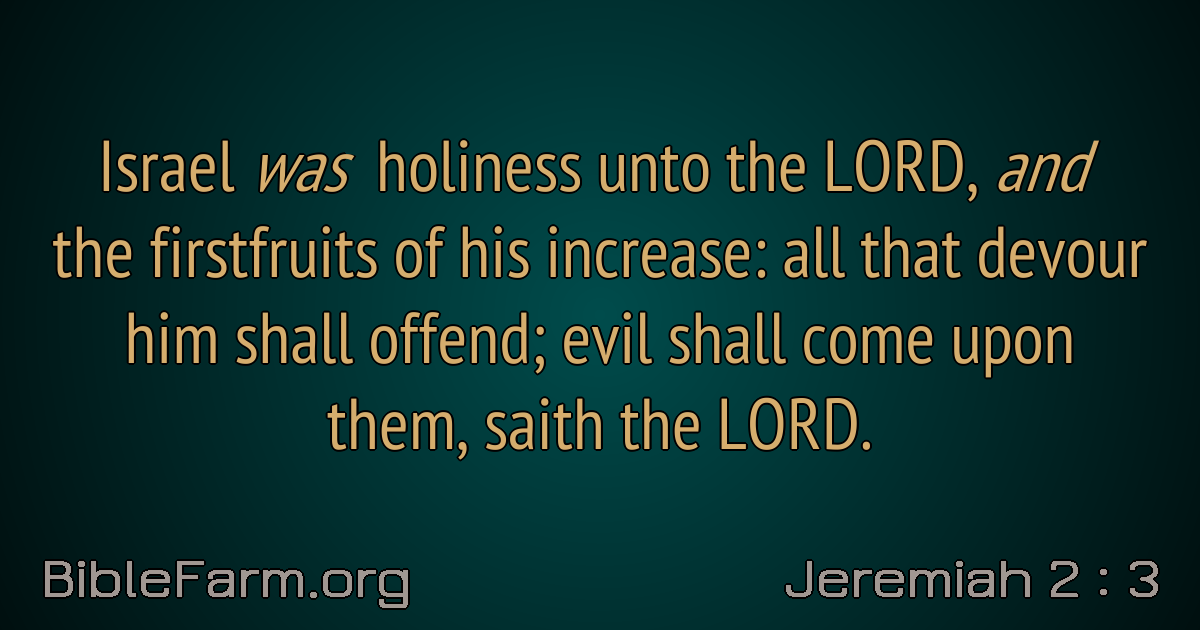 Israel was holiness unto the LORD, and
the firstfruits of his increase: all that devour
him shall offend; evil shall come upon
them, saith the LORD.
BibleFarm.org
Jeremiah 2 : 3